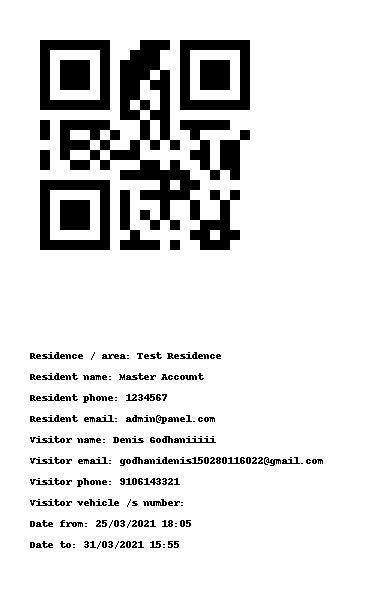 Residence / area: Test Residence
Resident name: Master Account
Resident phone: 1234567
Resident email: admin@panel.com
Visitor name: Denis Godhaniiiii
Visitor email: godhanidenis150280116022@gmail.com
Visitor phone: 9106143321
Visitor vehicle /s number:
Date from: 25/03/2021 18:05
Date to: 31/03/2021 15:55